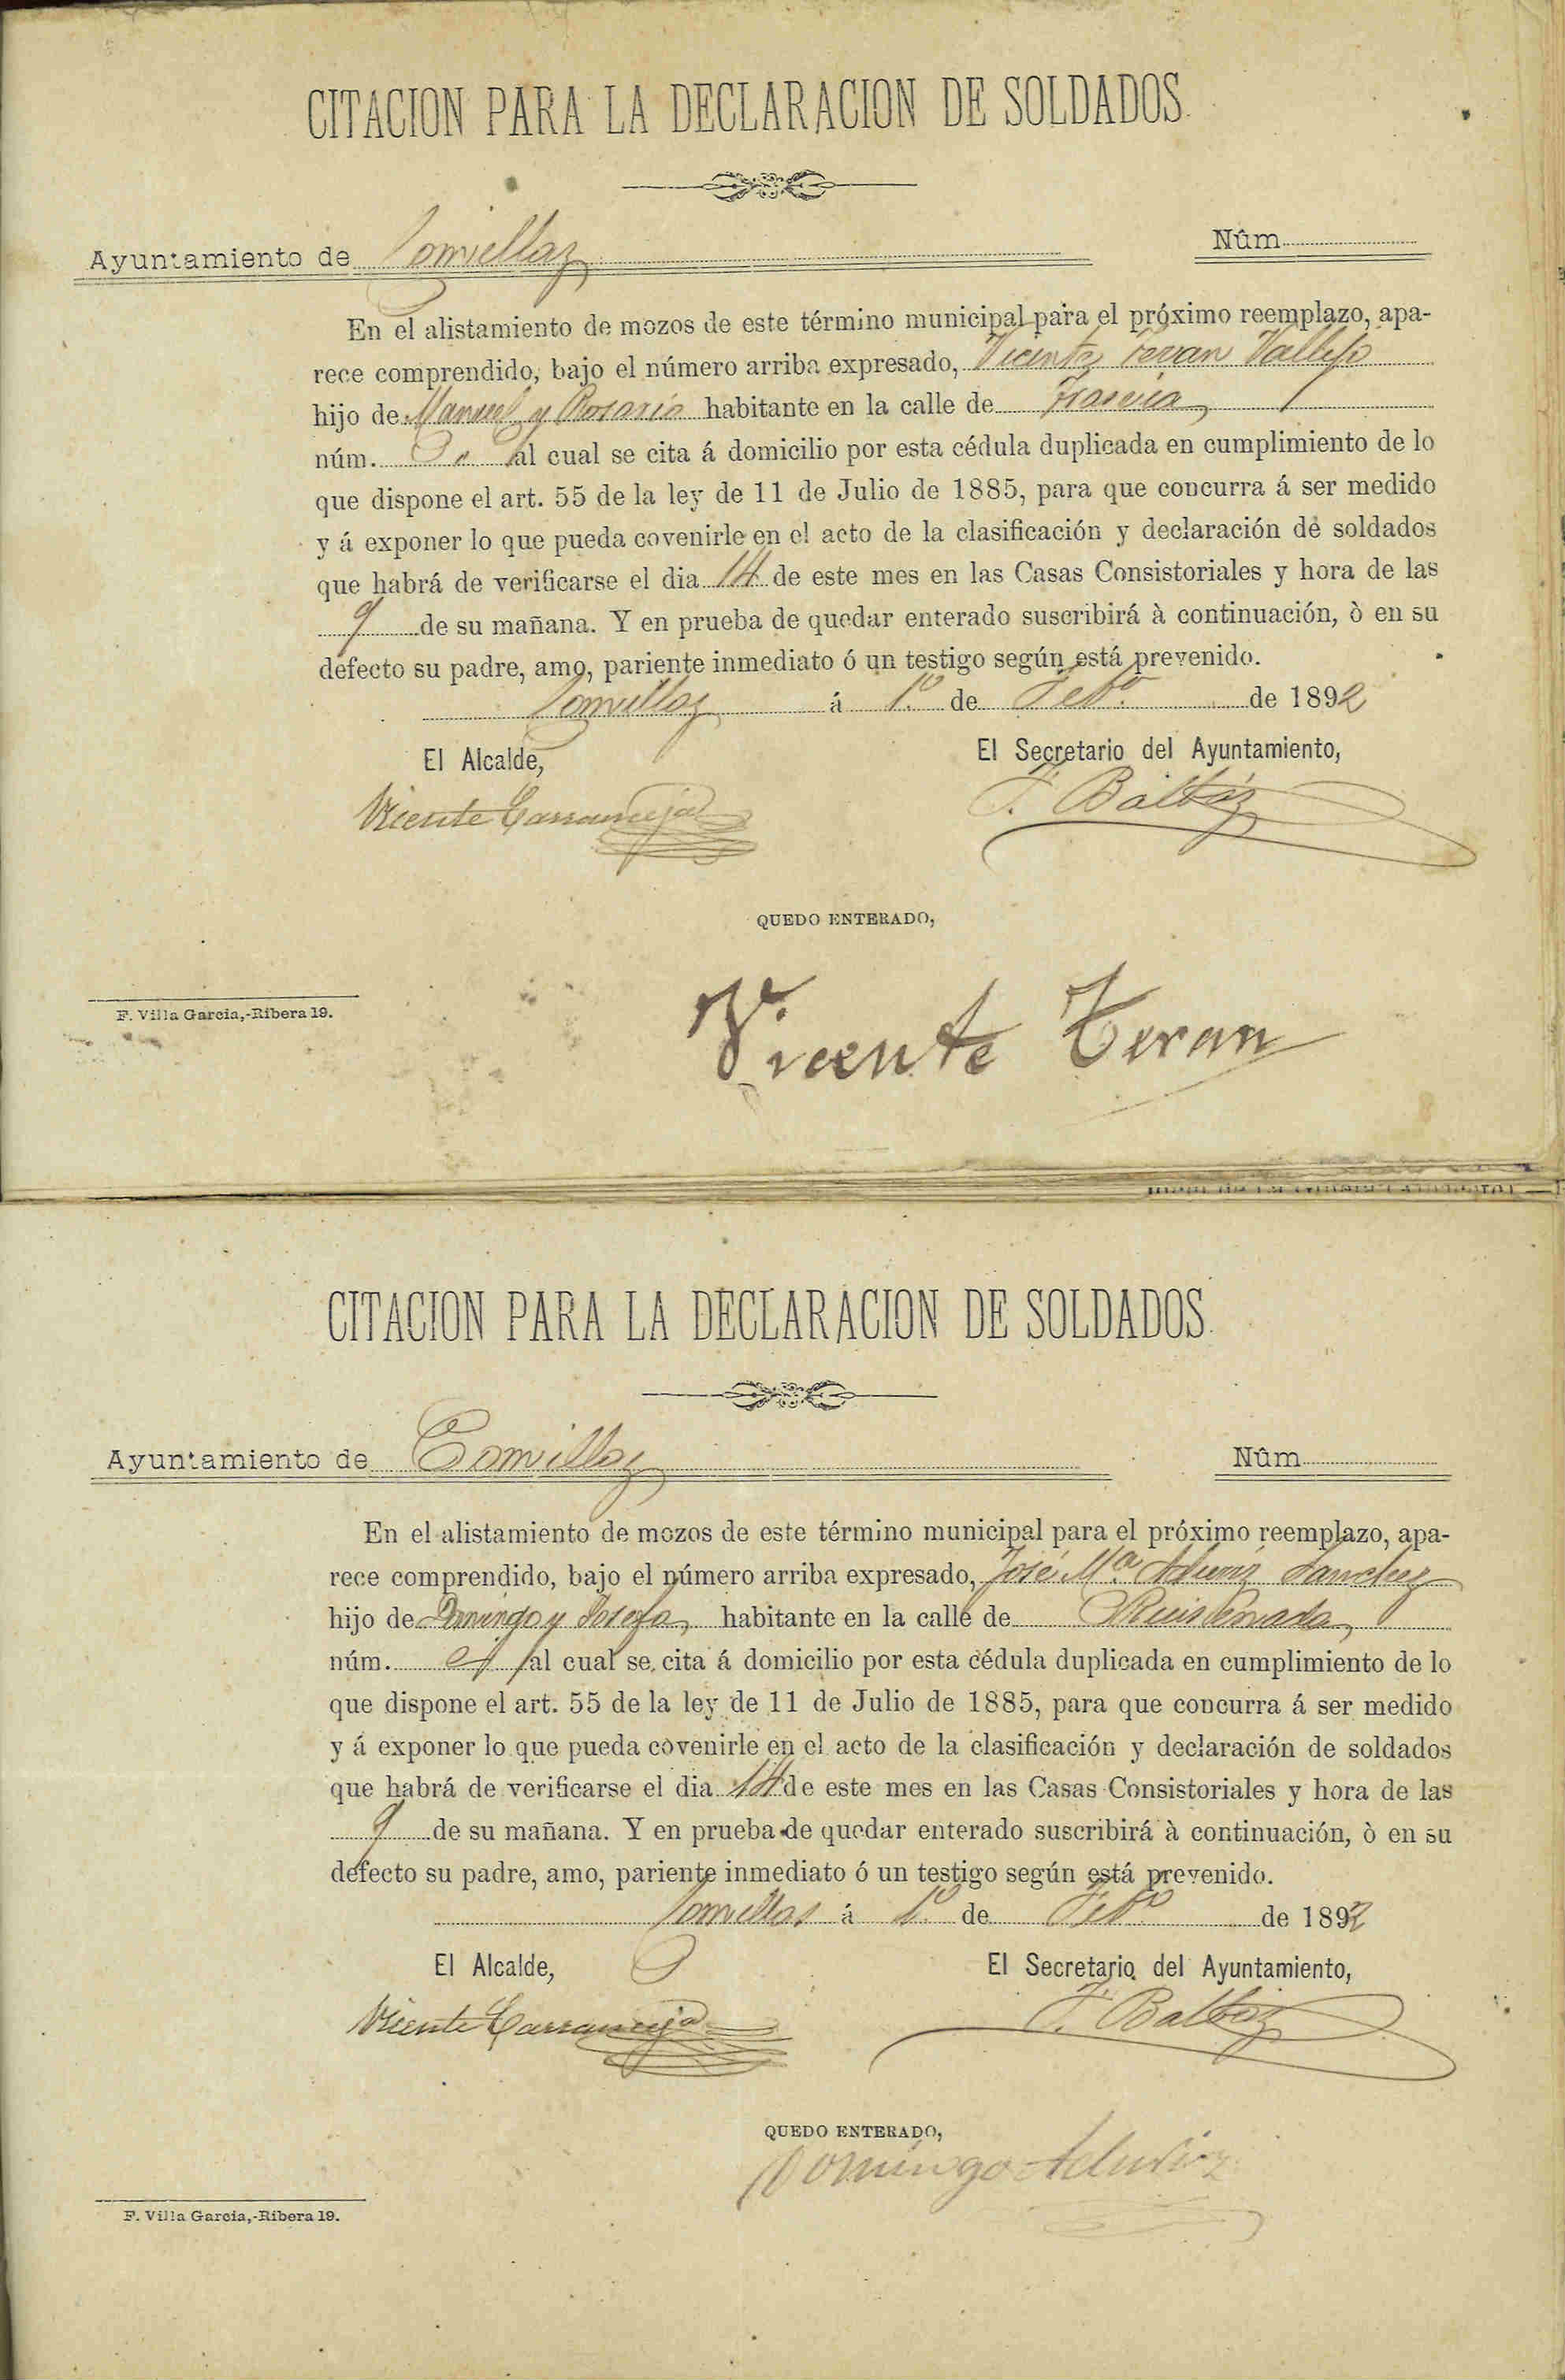 CITACION PARA LA DECLARACION DE SOLDADOS.
Ayuntamiento de Comillas Núm.
En el alistamiento de mozos de este término municipal para el próximo reemplazo, apa-
rece comprendido, bajo el número arriba expresado, Vicente Teran Vallejo
hijo de Manuel y Rosario habitante en la calle de
núm. al cual se cita á domicilio por esta cédula duplicada en cumplimiento de lo
que dispone el art. 55 de la ley de 11 de Julio de 1885, para que concurra á ser medido
y á exponer lo que pueda covenirle en el acto de la clasificación y declaración de soldados
que habrá de verificarse el dia 14 de este mes en las Casas Consistoriales y hora de las
9 de su mañana. Y en prueba de quedar enterado suscribirá à continuación, ò en su
defecto su padre, amo, pariente inmediato ó un testigo según está prevenido.
Comillas á 1.º de Feb.º de 1892
El Alcalde, El Secretario del Ayuntamiento,
Vicente Carranceja
QUEDO ENTERADO,
Vicente Teran
F. Villa Garcia,-Ribera 19.
CITACION PARA LA DECLARACION DE SOLDADOS.
Ayuntamiento de Comillas Núm.
En el alistamiento de mozos de este término municipal para el próximo reemplazo, apa-
rece comprendido, bajo el número arriba expresado, José M.ª Aduriz Sanchez
hijo de Domingo y Josefa, habitante en la calle de Ruiseñada,
núm. al cual se cita á domicilio por esta cédula duplicada en cumplimiento de lo
que dispone el art. 55 de la ley de 11 de Julio de 1885, para que concurra á ser medido
y á exponer lo que pueda covenirle en el acto de la clasificación y declaración de soldados
que habrá de verificarse el dia 14 de este mes en las Casas Consistoriales y hora de las
9 de su mañana. Y en prueba de quedar enterado suscribirá à continuación, ò en su
defecto su padre, amo, pariente inmediato ó un testigo según está prevenido.
Comillas á 1.º de Feb.º de 1892
El Alcalde, El Secretario del Ayuntamiento,
Vicente Carranceja
QUEDO ENTERADO,
Domingo Aduriz
F. Villa Garcia,-Ribera 19.